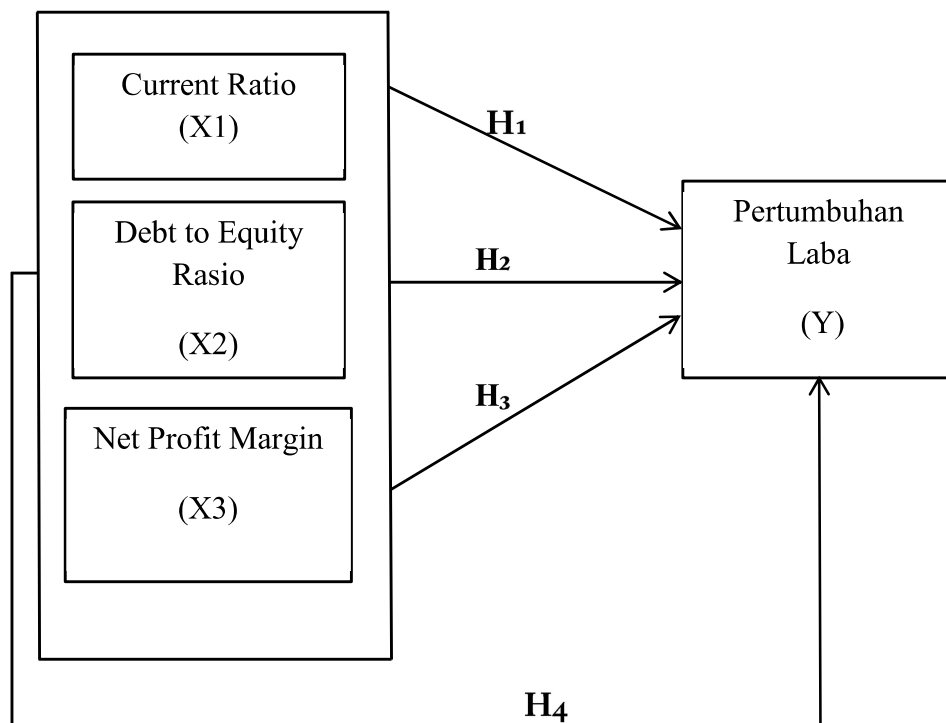 Current Ratio
(X1)
Debt to Equity
Rasio
(X2)
Net Profit Margin
(X3)
H₁
H2
H₃
Pertumbuhan
Laba
(Y)
H4